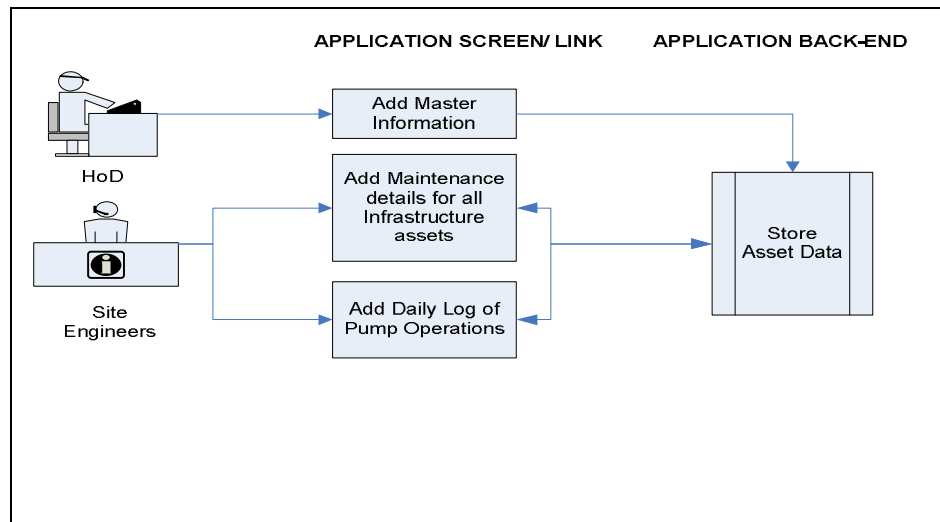 APPLICATION SCREEN/ LINK
APPLICATION BACK-END
Add Master
Information
HoD
Add Maintenance
details for all
Infrastructure
assets
Store
Asset Data
i
Site
Engineers
Add Daily Log of
Pump Operations